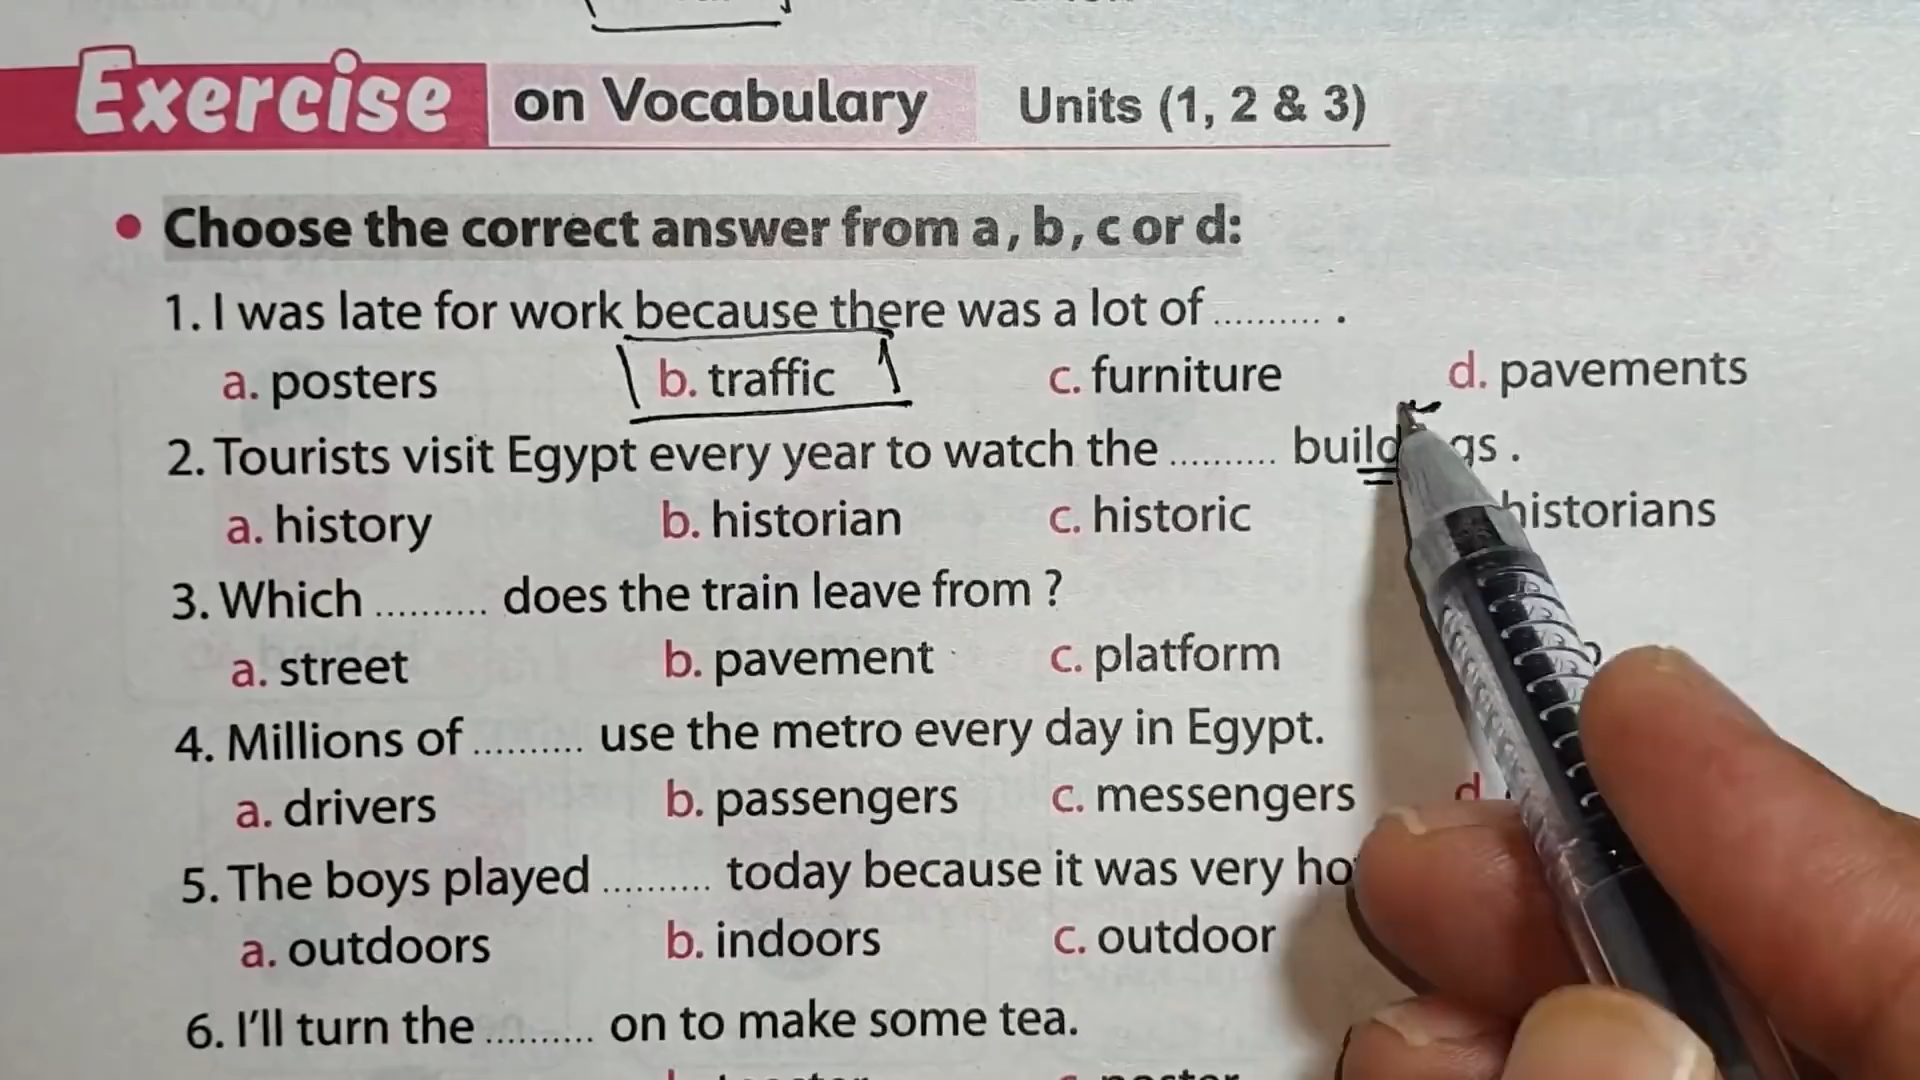 Exercise on Vocabulary Units (1, 2 & 3)
• Choose the correct answer from a, b, c or d:
1. I was late for work because there was a lot of .......... .
a. posters b. traffic c. furniture d. pavements
2. Tourists visit Egypt every year to watch the .......... .
a. history b. historian c. historic historians
3. Which .......... does the train leave from ?
a. street b. pavement c. platform
4. Millions of .......... use the metro every day in Egypt.
a. drivers b. passengers c. messengers d.
5. The boys played .......... today because it was very
a. outdoors b. indoors c. outdoor
6. I'll turn the .......... on to make some tea.